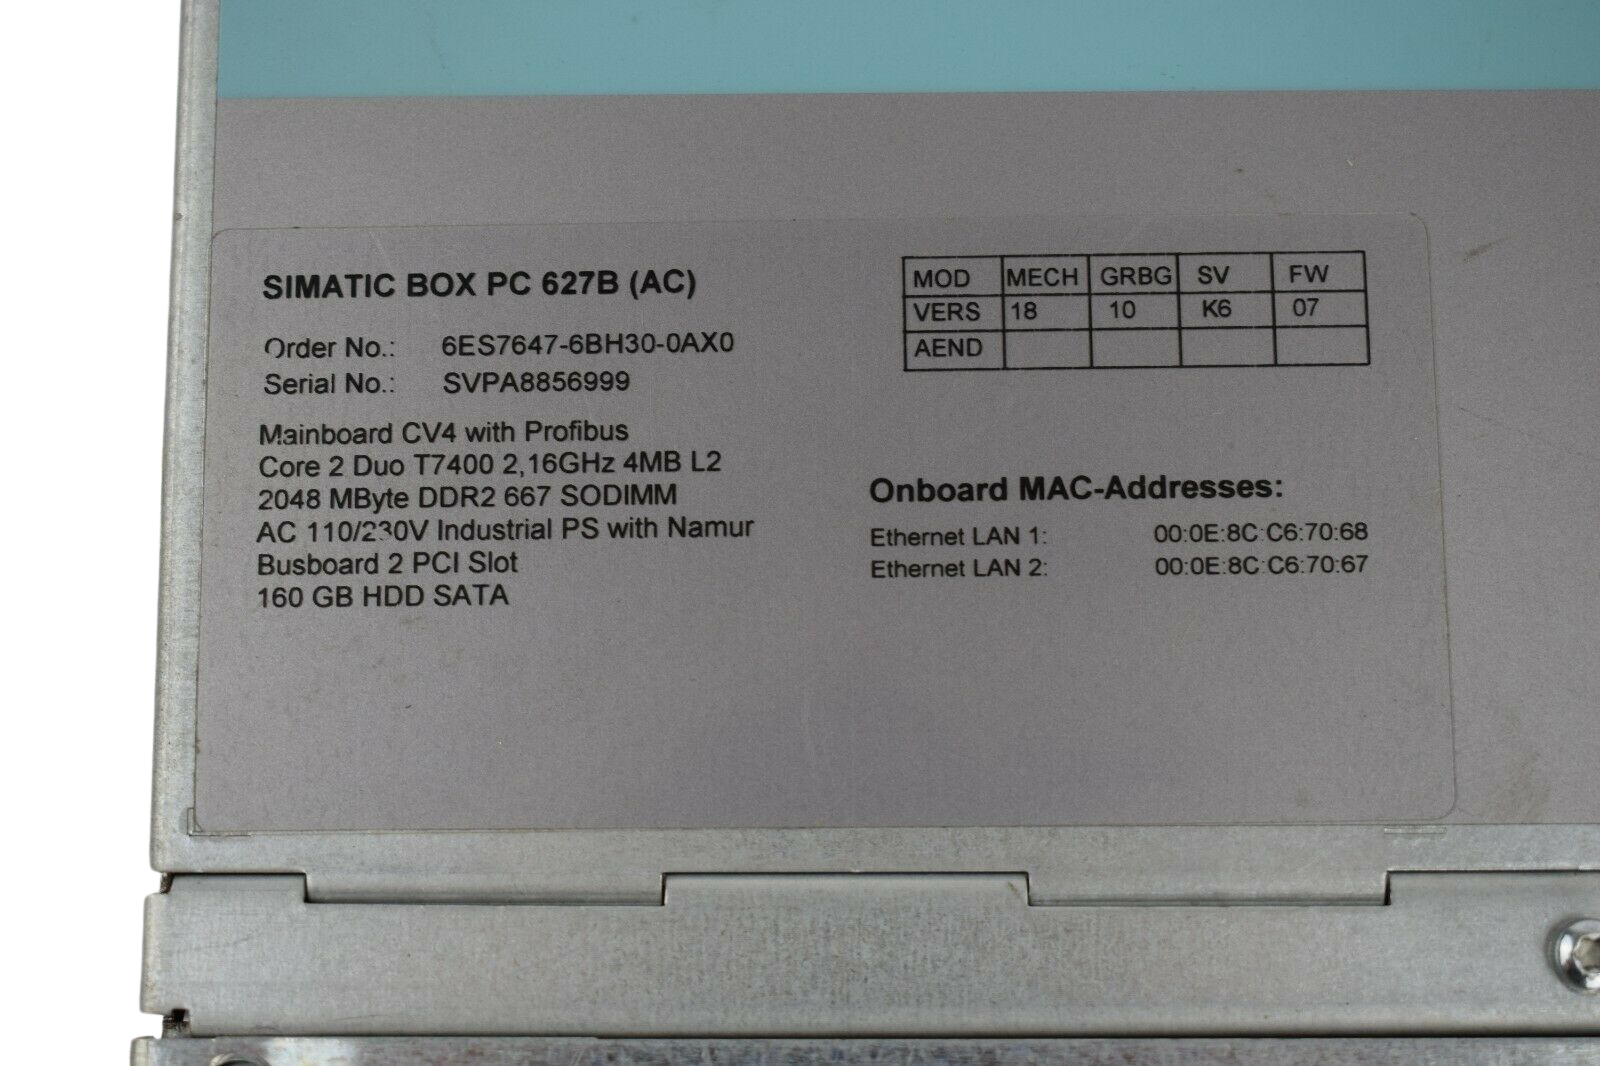 SIMATIC BOX PC 627B (AC)
Order No.: 6ES7647-6BH30-0AX0
Serial No.: SVPA8856999
Mainboard CV4 with Profibus
Core 2 Duo T7400 2,16GHz 4MB L2
2048 MByte DDR2 667 SODIMM
AC 110/230V Industrial PS with Namur
Busboard 2 PCI Slot
160 GB HDD SATA
MOD MECH GRBG SV FW
VERS 18 10 K6 07
AEND
Onboard MAC-Addresses:
Ethernet LAN 1: 00:0E:8C:C6:70:68
Ethernet LAN 2: 00:0E:8C:C6:70:67